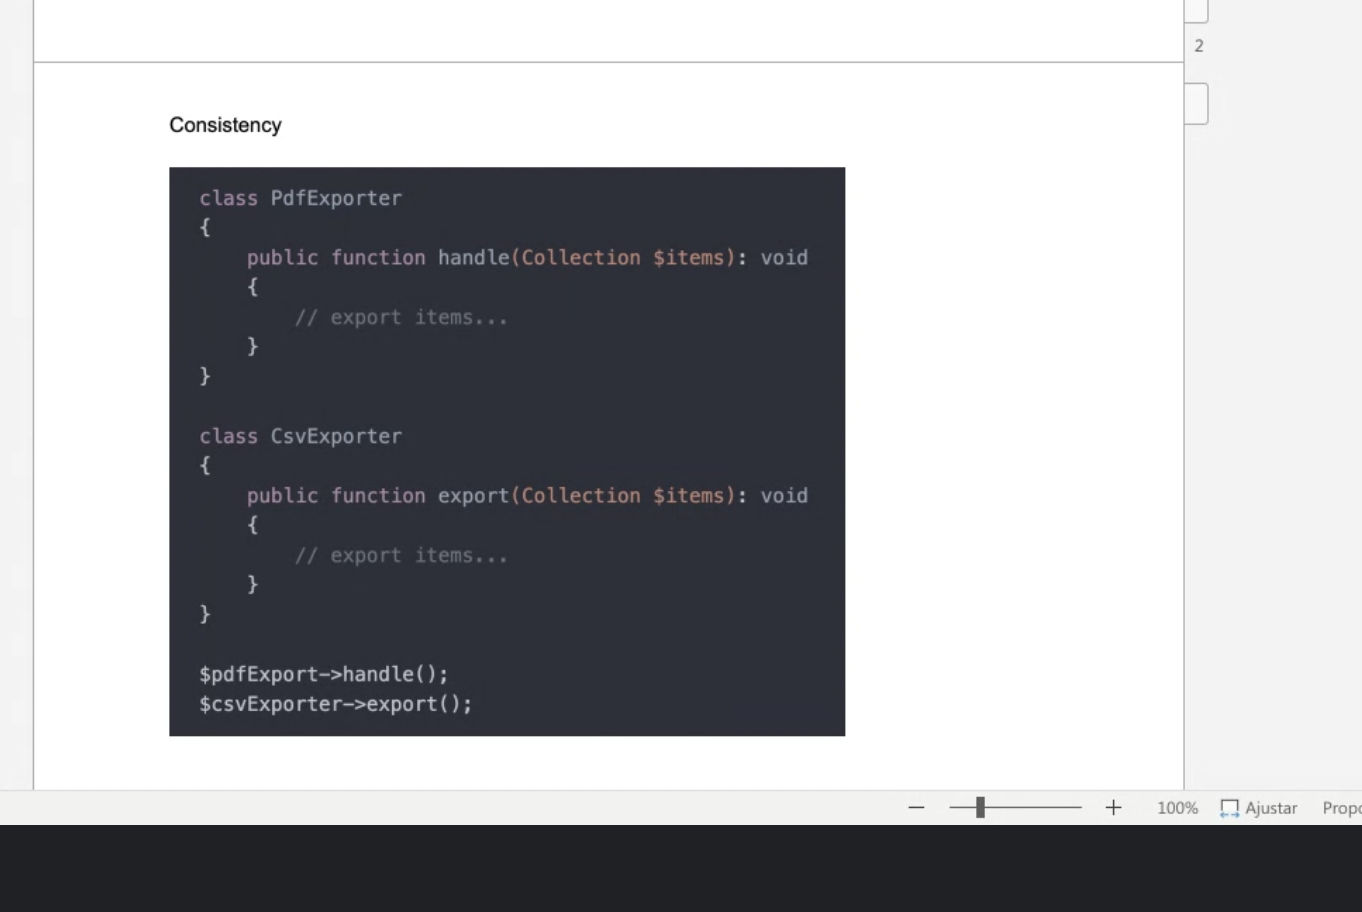 2
Consistency
class PdfExporter
{
    public function handle(Collection $items): void
    {
        // export items...
    }
}
class CsvExporter
{
    public function export(Collection $items): void
    {
        // export items...
    }
}
$pdfExport->handle();
$csvExporter->export();
100% Ajustar